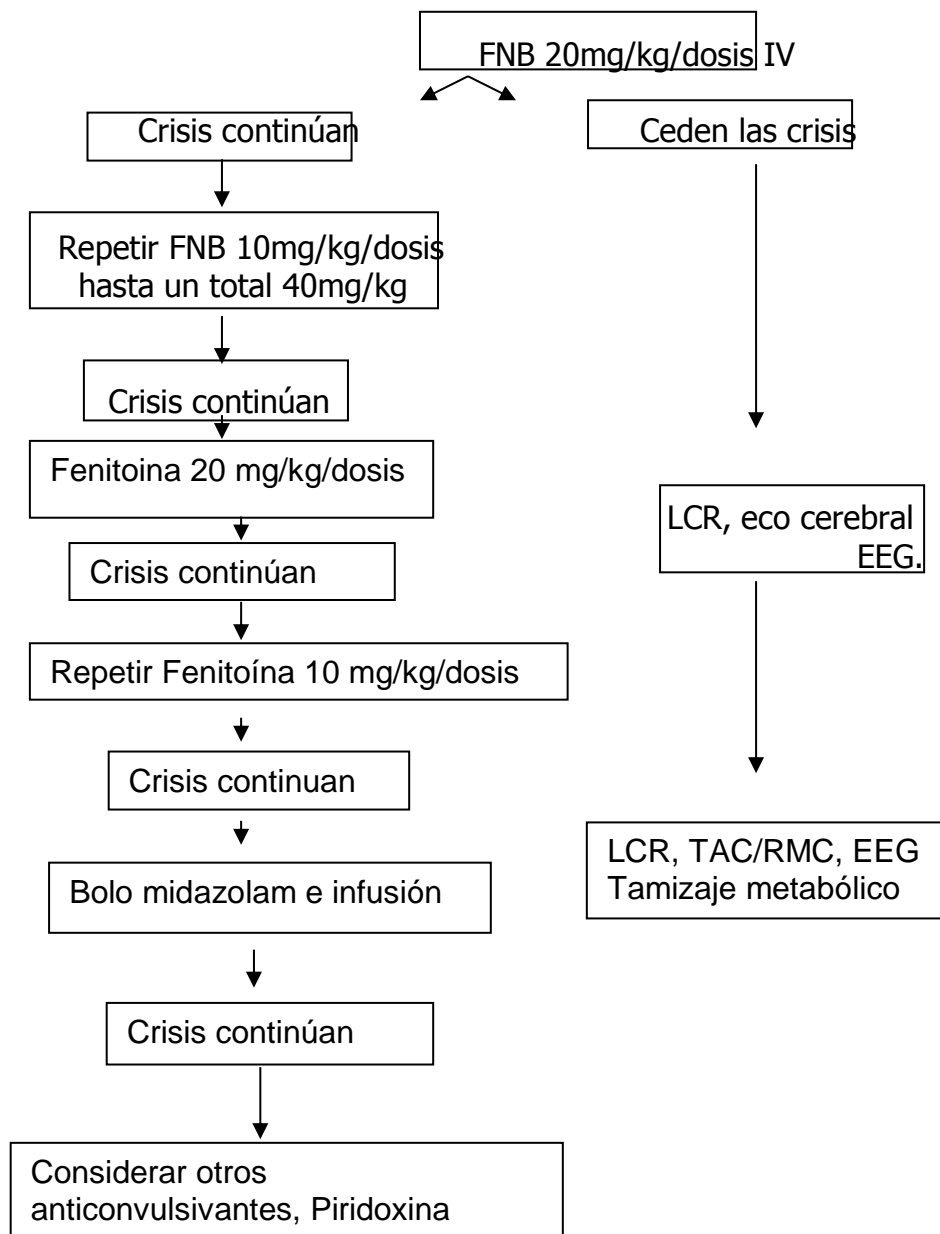 FNB 20mg/kg/dosis IV
Crisis continúan
Ceden las crisis
Repetir FNB 10mg/kg/dosis
hasta un total 40mg/kg
Crisis continúan
Fenitoina 20 mg/kg/dosis
LCR, eco cerebral
EEG.
Crisis continúan
Repetir Fenitoína 10 mg/kg/dosis
Crisis continuan
Bolo midazolam e infusión
LCR, TAC/RMC, EEG
Tamizaje metabólico
Crisis continúan
Considerar otros
anticonvulsivantes, Piridoxina